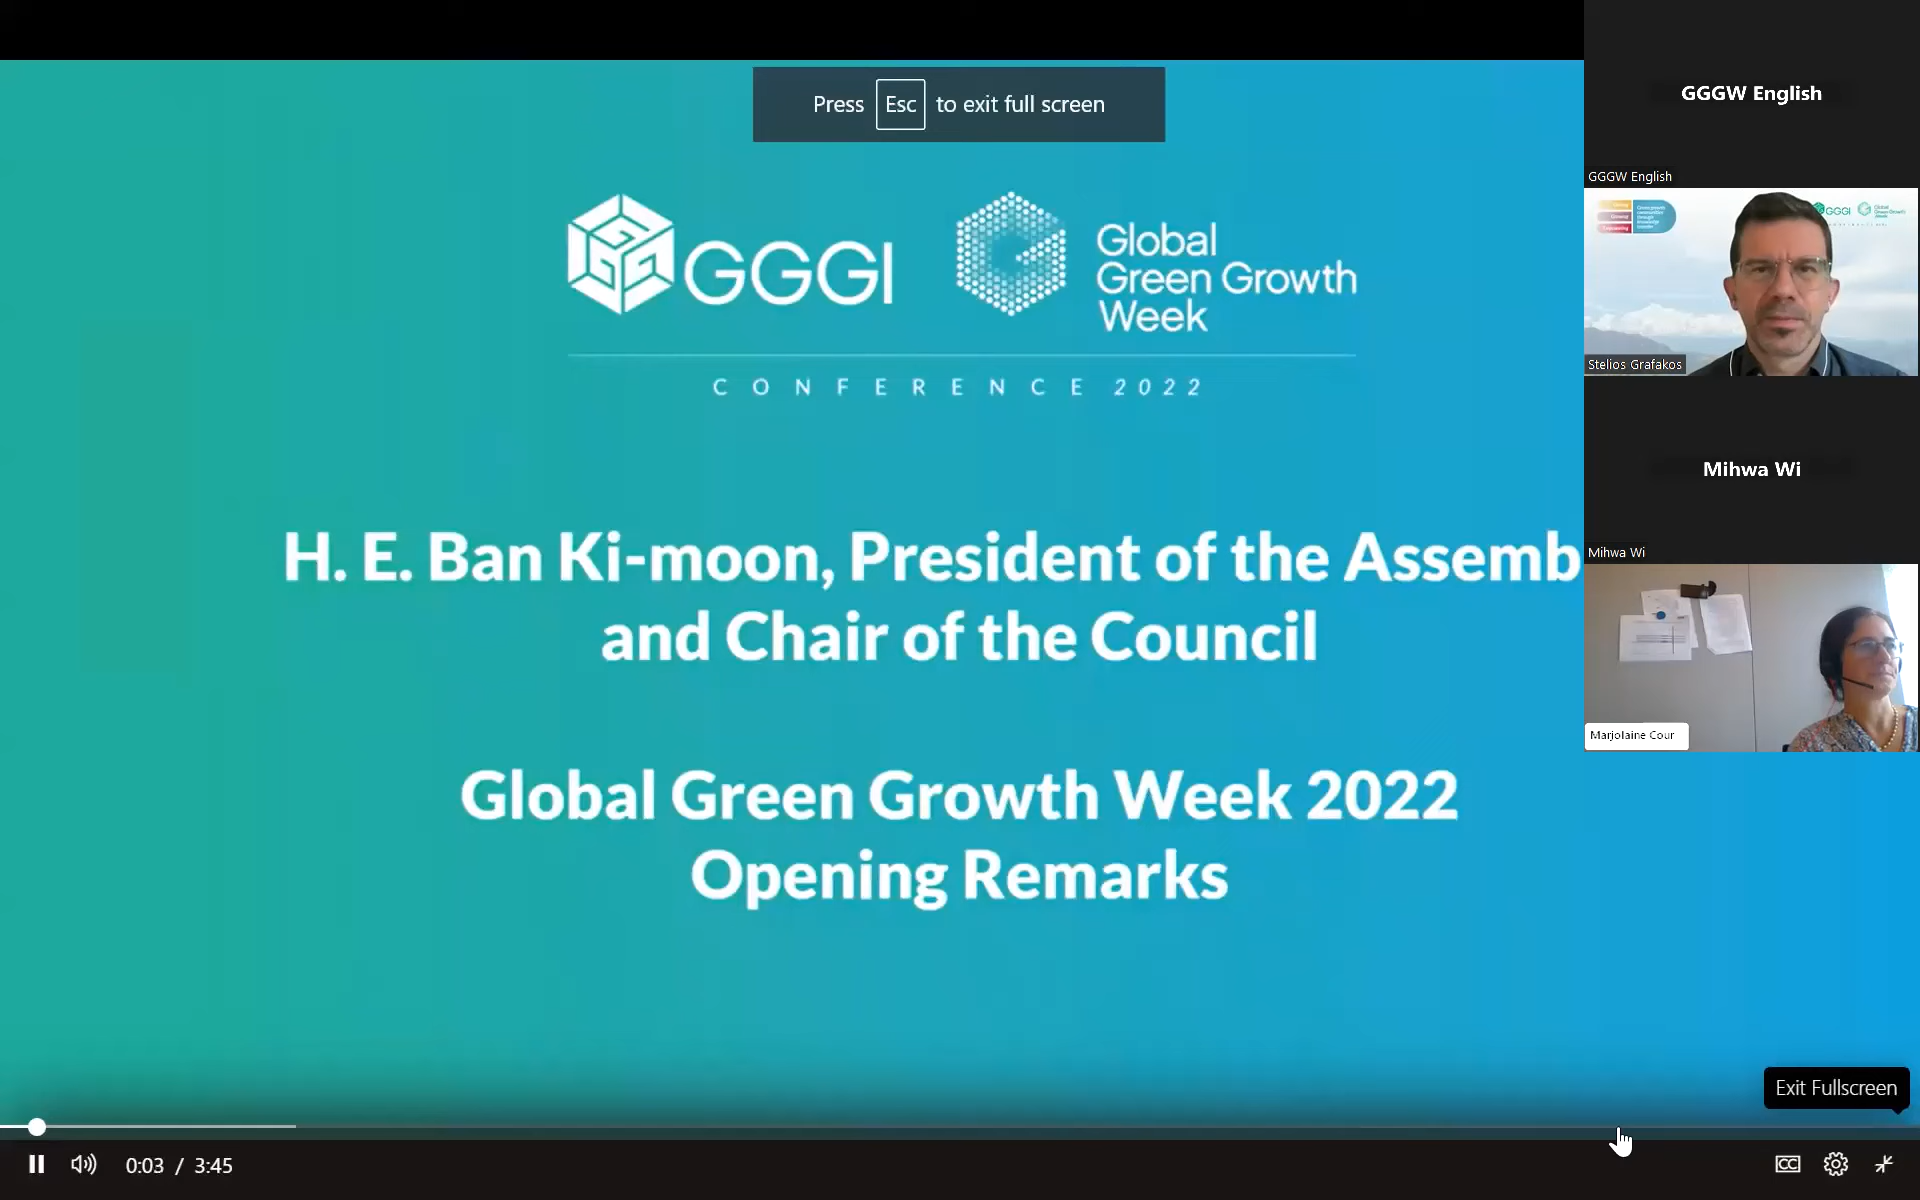 Press Esc to exit full screen
GGGI
Global
Green Growth
Week
CONFERENCE 2022
H. E. Ban Ki-moon, President of the Assemb
and Chair of the Council
Global Green Growth Week 2022
Opening Remarks
GGGW English
GGGW English
GGGI
Stelios Grafakos
Mihwa Wi
Mihwa Wi
Marjolaine Cour
Exit Fullscreen
0:03 / 3:45
CC